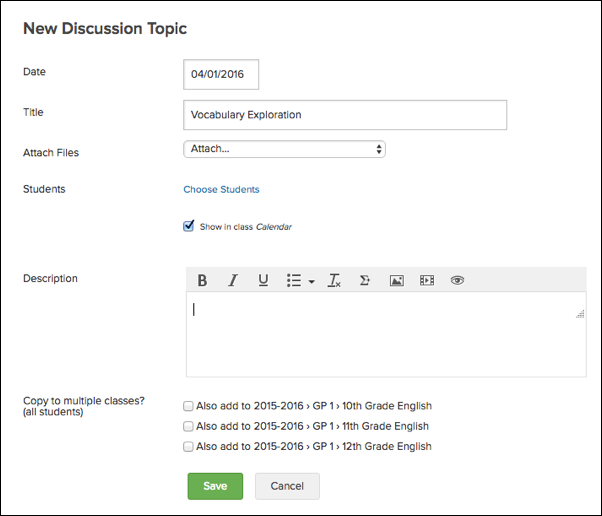 New Discussion Topic
Date
04/01/2016
Title
Vocabulary Exploration
Attach Files
Attach...
Students
Choose Students
Show in class Calendar
Description
B I U Tx Σ
Copy to multiple classes?
(all students)
Also add to 2015-2016 › GP 1 › 10th Grade English
Also add to 2015-2016 › GP 1 › 11th Grade English
Also add to 2015-2016 › GP 1 › 12th Grade English
Save Cancel